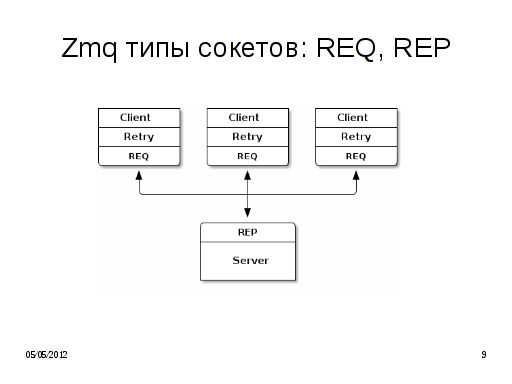 Zmq типы сокетов: REQ, REP
Client Client Client
Retry Retry Retry
REQ REQ REQ
REP
Server
05/05/2012 9